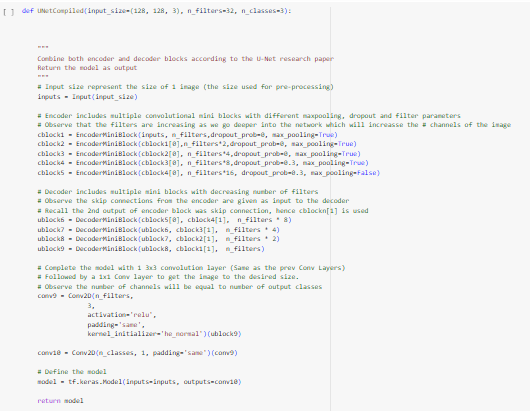 [ ] def UNetCompiled(input_size=(128, 128, 3), n_filters=32, n_classes=3):
"""
Combine both encoder and decoder blocks according to the U-Net research paper
Return the model as output
"""
# Input size represent the size of 1 image (the size used for pre-processing)
inputs = Input(input_size)
# Encoder includes multiple convolutional mini blocks with different maxpooling, dropout and filter parameters
# Observe that the filters are increasing as we go deeper into the network which will increasse the # channels of the image
cblock1 = EncoderMiniBlock(inputs, n_filters,dropout_prob=0, max_pooling=True)
cblock2 = EncoderMiniBlock(cblock1[0],n_filters*2,dropout_prob=0, max_pooling=True)
cblock3 = EncoderMiniBlock(cblock2[0], n_filters*4,dropout_prob=0, max_pooling=True)
cblock4 = EncoderMiniBlock(cblock3[0], n_filters*8,dropout_prob=0.3, max_pooling=True)
cblock5 = EncoderMiniBlock(cblock4[0], n_filters*16, dropout_prob=0.3, max_pooling=False)
# Decoder includes multiple mini blocks with decreasing number of filters
# Observe the skip connections from the encoder are given as input to the decoder
# Recall the 2nd output of encoder block was skip connection, hence cblockn[1] is used
ublock6 = DecoderMiniBlock(cblock5[0], cblock4[1], n_filters * 8)
ublock7 = DecoderMiniBlock(ublock6, cblock3[1], n_filters * 4)
ublock8 = DecoderMiniBlock(ublock7, cblock2[1], n_filters * 2)
ublock9 = DecoderMiniBlock(ublock8, cblock1[1], n_filters)
# Complete the model with 1 3x3 convolution layer (Same as the prev Conv Layers)
# Followed by a 1x1 Conv layer to get the image to the desired size.
# Observe the number of channels will be equal to number of output classes
conv9 = Conv2D(n_filters,
3,
activation='relu',
padding='same',
kernel_initializer='he_normal')(ublock9)
conv10 = Conv2D(n_classes, 1, padding='same')(conv9)
# Define the model
model = tf.keras.Model(inputs=inputs, outputs=conv10)
return model